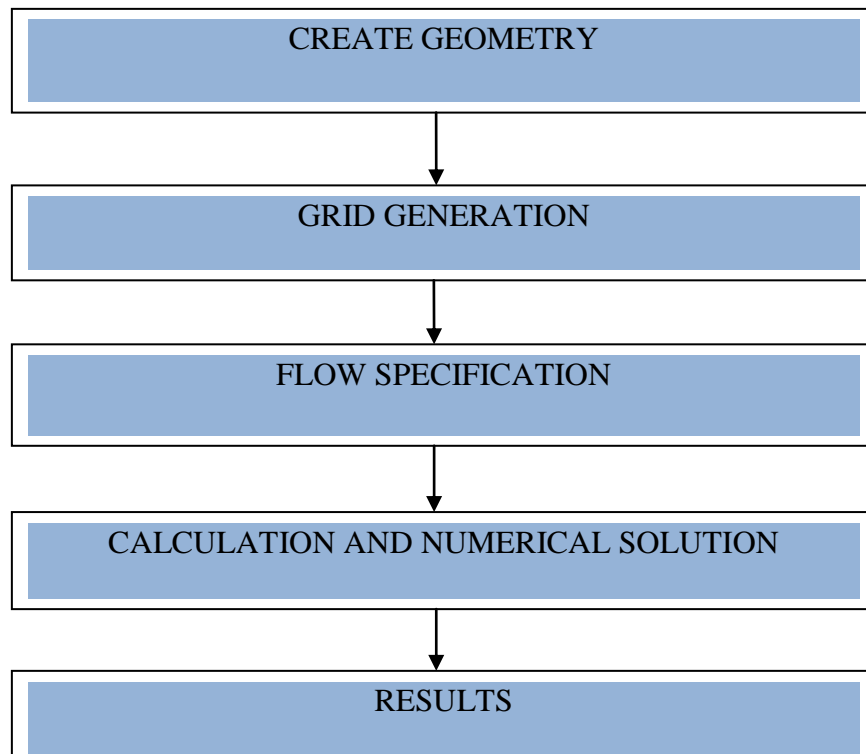 CREATE GEOMETRY
GRID GENERATION
FLOW SPECIFICATION
CALCULATION AND NUMERICAL SOLUTION
RESULTS